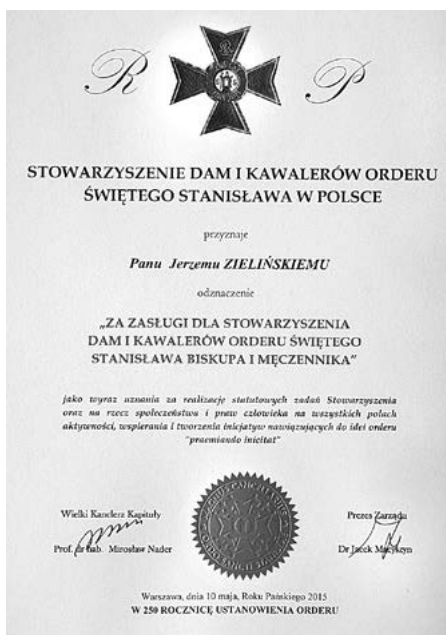 R P
STOWARZYSZENIE DAM I KAWALERÓW ORDERU
ŚWIĘTEGO STANISŁAWA W POLSCE
przyznaje
Panu Jerzemu ZIELIŃSKIEMU
odznaczenie
„ZA ZASŁUGI DLA STOWARZYSZENIA
DAM I KAWALERÓW ORDERU ŚWIĘTEGO
STANISŁAWA BISKUPA I MĘCZENNIKA”
jako wyraz uznania za realizację statutowych zadań Stowarzyszenia
oraz na rzecz społeczeństwa i praw człowieka na wszystkich polach
aktywności, wspierania i tworzenia inicjatyw nawiązujących do idei orderu
"praemiando incitat"
Wielki Kanclerz Kapituły
Prof. dr hab. Mirosław Nader
Prezes Zarządu
Dr Jacek
Warszawa, dnia 10 maja, Roku Pańskiego 2015
W 250 ROCZNICĘ USTANOWIENIA ORDERU